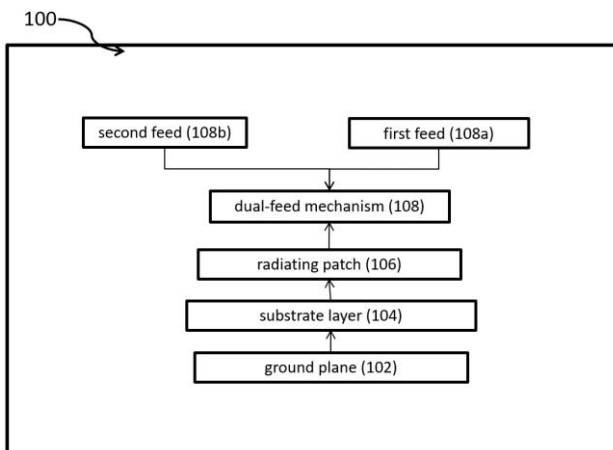 100
second feed (108b)
first feed (108a)
dual-feed mechanism (108)
radiating patch (106)
substrate layer (104)
ground plane (102)